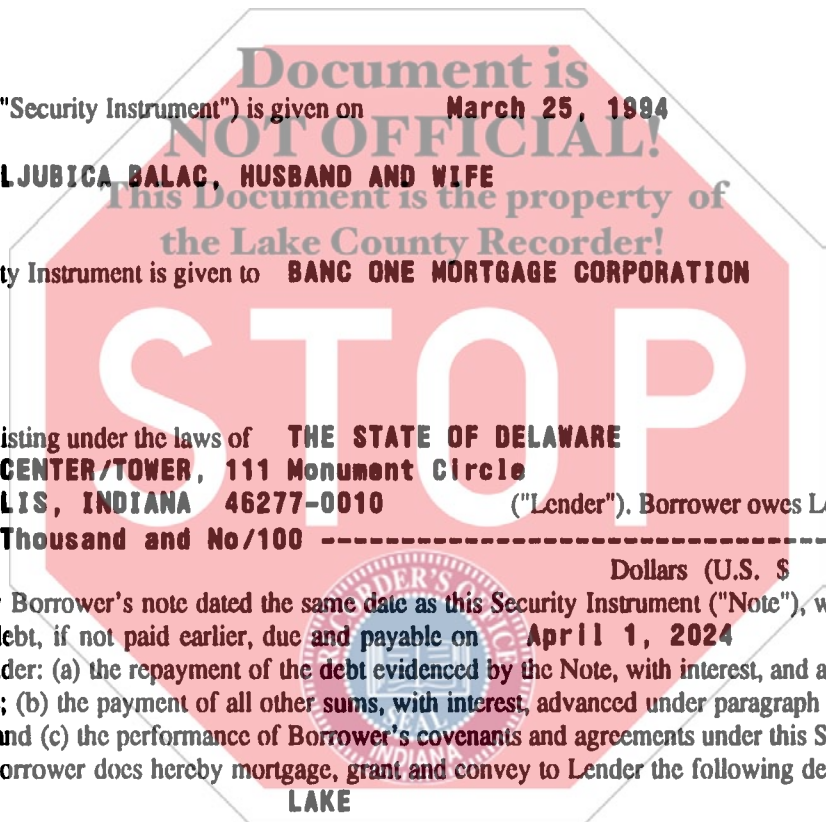 Document is
"Security Instrument") is given on March 25, 1994
NOT OFFICIAL!
LJUBICA BALAC, HUSBAND AND WIFE
This Document is the property of
the Lake County Recorder!
ty Instrument is given to BANC ONE MORTGAGE CORPORATION
STOP
isting under the laws of THE STATE OF DELAWARE
CENTER/TOWER, 111 Monument Circle
LIS, INDIANA 46277-0010 ("Lender"). Borrower owes L
Thousand and No/100 --------------------------------
Dollars (U.S. $
Borrower's note dated the same date as this Security Instrument ("Note"), w
ebt, if not paid earlier, due and payable on April 1, 2024
der: (a) the repayment of the debt evidenced by the Note, with interest, and a
; (b) the payment of all other sums, with interest, advanced under paragraph
and (c) the performance of Borrower's covenants and agreements under this S
orrower does hereby mortgage, grant and convey to Lender the following de
LAKE
RECORDER'S OFFICE
SEAL
INDIANA